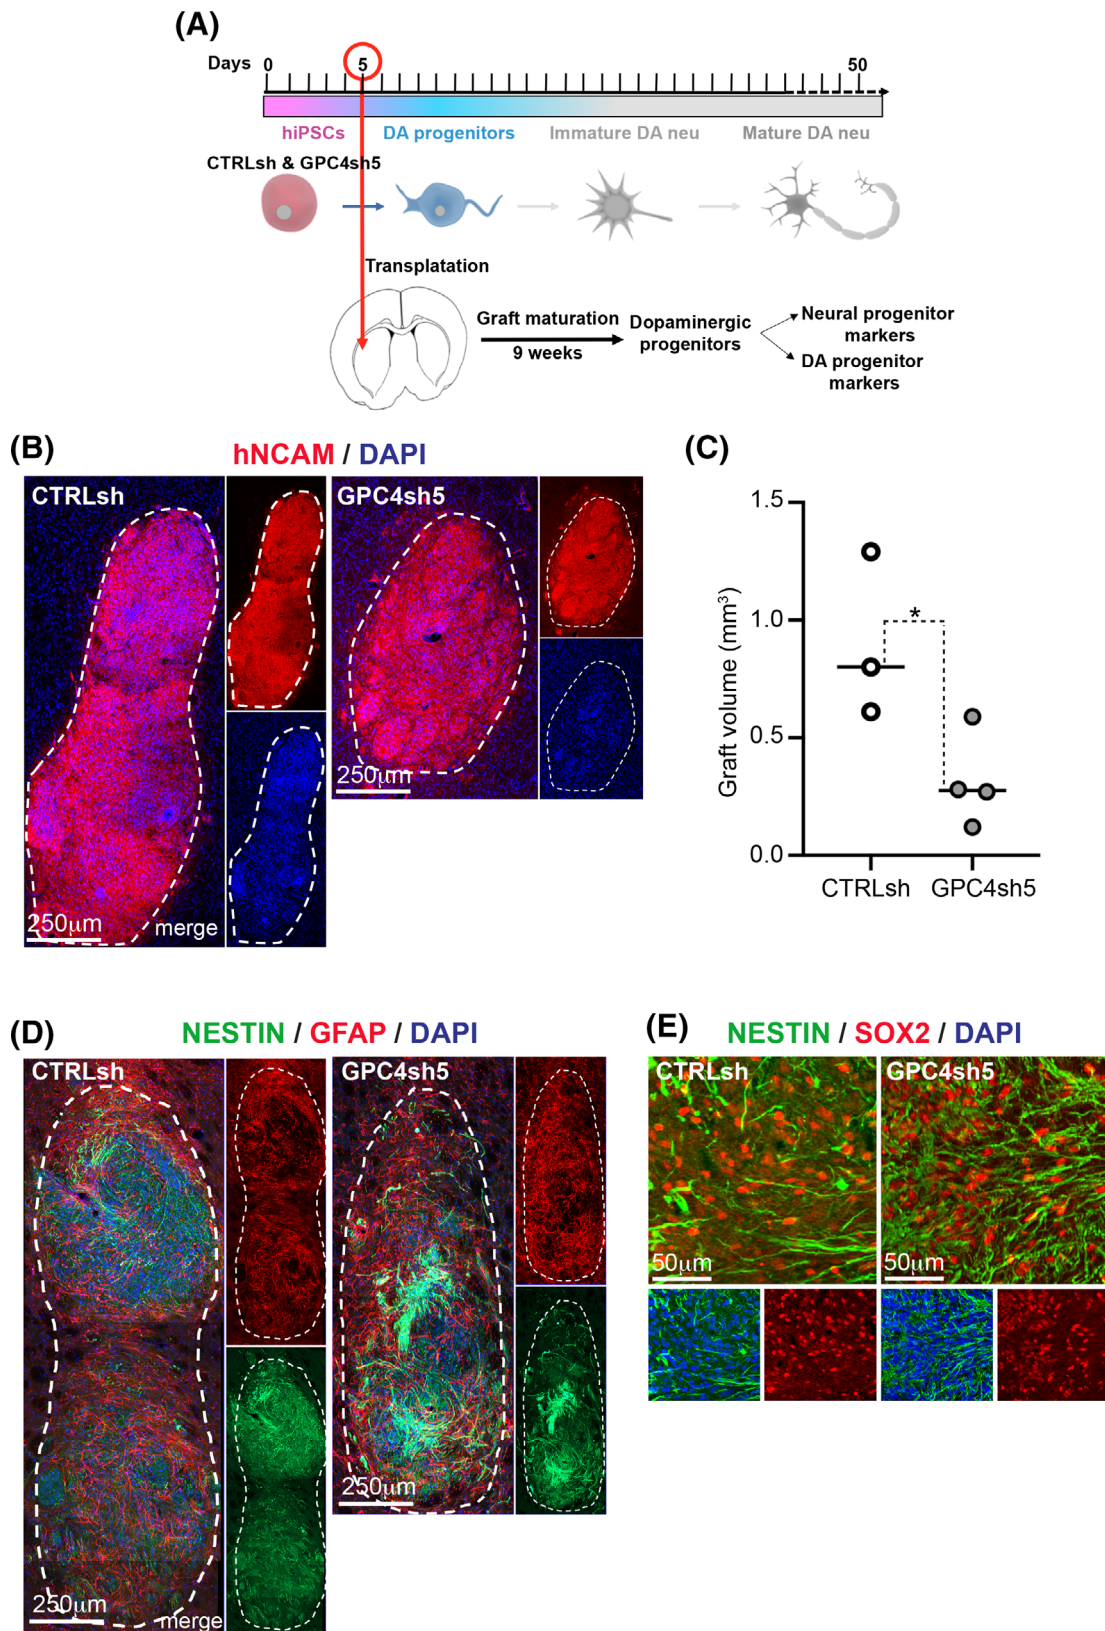 (A)
Days 0 5 50
hiPSCs DA progenitors Immature DA neu Mature DA neu
CTRLsh & GPC4sh5
Transplatation
Graft maturation
9 weeks
Dopaminergic
progenitors
Neural progenitor
markers
DA progenitor
markers
(B)
hNCAM / DAPI
CTRLsh
250µm
merge
GPC4sh5
250µm
(C)
Graft volume (mm³)
1.5
1.0
0.5
0.0
*
CTRLsh GPC4sh5
(D)
NESTIN / GFAP / DAPI
CTRLsh
250µm
merge
GPC4sh5
250µm
(E)
NESTIN / SOX2 / DAPI
CTRLsh
50µm
GPC4sh5
50µm